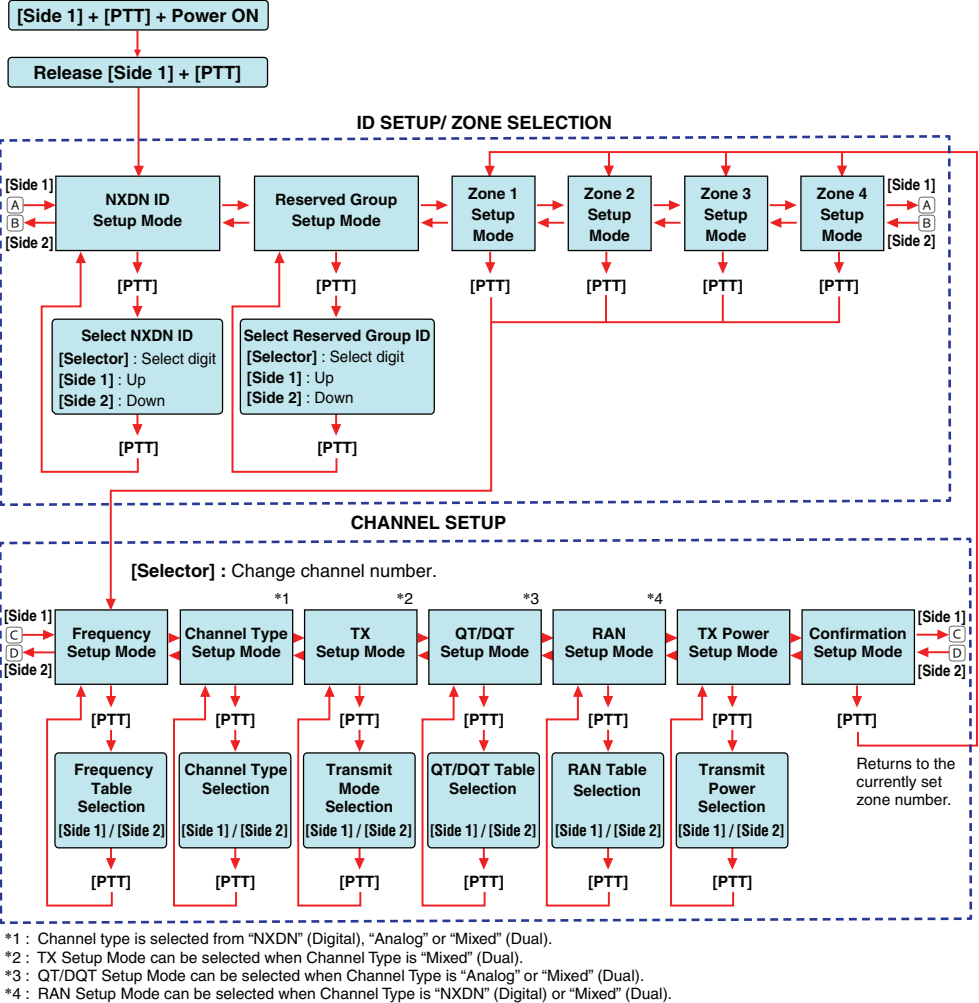 [Side 1] + [PTT] + Power ON
Release [Side 1] + [PTT]
ID SETUP/ ZONE SELECTION
[Side 1]
A
B
[Side 2]
NXDN ID
Setup Mode
Reserved Group
Setup Mode
Zone 1
Setup
Mode
Zone 2
Setup
Mode
Zone 3
Setup
Mode
Zone 4
Setup
Mode
[Side 1]
A
B
[Side 2]
[PTT]
[PTT]
[PTT]
[PTT]
[PTT]
[PTT]
Select NXDN ID
[Selector] : Select digit
[Side 1] : Up
[Side 2] : Down
Select Reserved Group ID
[Selector] : Select digit
[Side 1] : Up
[Side 2] : Down
[PTT]
[PTT]
CHANNEL SETUP
[Selector] : Change channel number.
*1
*2
*3
*4
[Side 1]
C
D
[Side 2]
Frequency
Setup Mode
Channel Type
Setup Mode
TX
Setup Mode
QT/DQT
Setup Mode
RAN
Setup Mode
TX Power
Setup Mode
Confirmation
Setup Mode
[Side 1]
C
D
[Side 2]
[PTT]
[PTT]
[PTT]
[PTT]
[PTT]
[PTT]
[PTT]
Frequency
Table
Selection
[Side 1] / [Side 2]
Channel Type
Selection
[Side 1] / [Side 2]
Transmit
Mode
Selection
[Side 1] / [Side 2]
QT/DQT Table
Selection
[Side 1] / [Side 2]
RAN Table
Selection
[Side 1] / [Side 2]
Transmit
Power
Selection
[Side 1] / [Side 2]
Returns to the
currently set
zone number.
[PTT]
[PTT]
[PTT]
[PTT]
[PTT]
[PTT]
*1 : Channel type is selected from “NXDN” (Digital), “Analog” or “Mixed” (Dual).
*2 : TX Setup Mode can be selected when Channel Type is “Mixed” (Dual).
*3 : QT/DQT Setup Mode can be selected when Channel Type is “Analog” or “Mixed” (Dual).
*4 : RAN Setup Mode can be selected when Channel Type is “NXDN” (Digital) or “Mixed” (Dual).